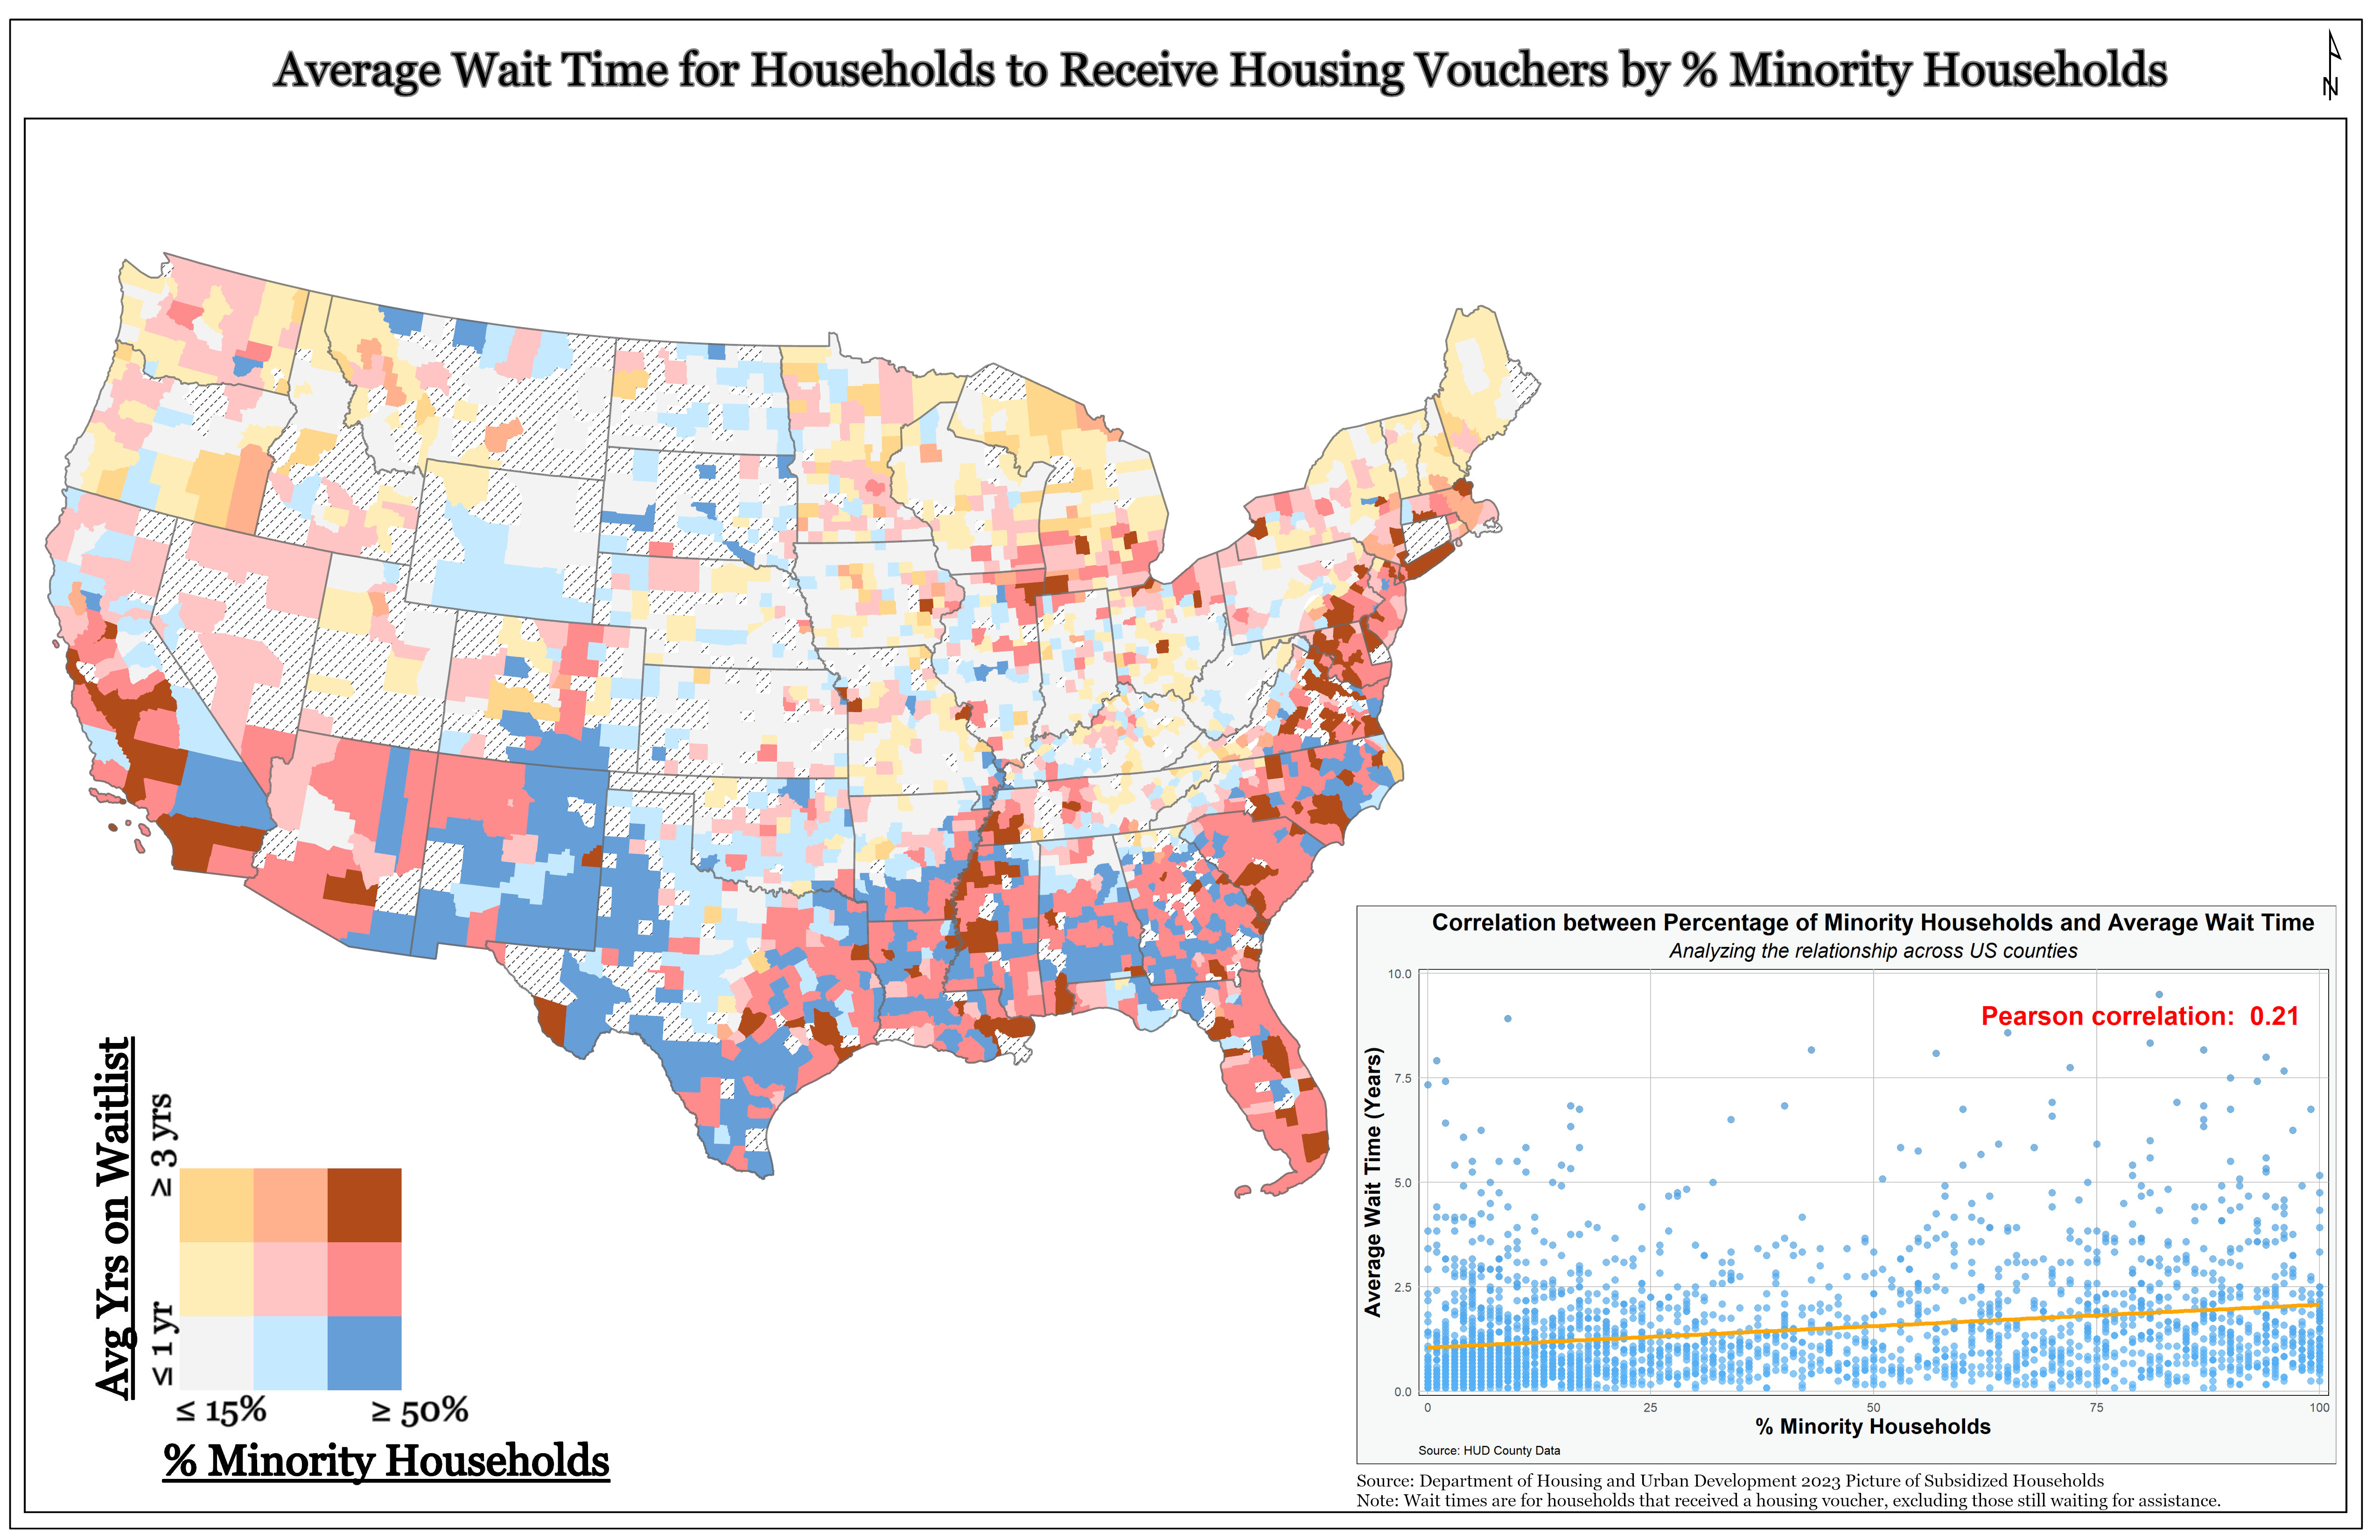 Average Wait Time for Households to Receive Housing Vouchers by % Minority Households
N
Correlation between Percentage of Minority Households and Average Wait Time
Analyzing the relationship across US counties
Pearson correlation: 0.21
Average Wait Time (Years)
10.0
7.5
5.0
2.5
0.0
0 25 50 75 100
% Minority Households
Source: HUD County Data
Avg Yrs on Waitlist
≥ 3 yrs
≤ 1 yr
≤ 15% ≥ 50%
% Minority Households
Source: Department of Housing and Urban Development 2023 Picture of Subsidized Households
Note: Wait times are for households that received a housing voucher, excluding those still waiting for assistance.